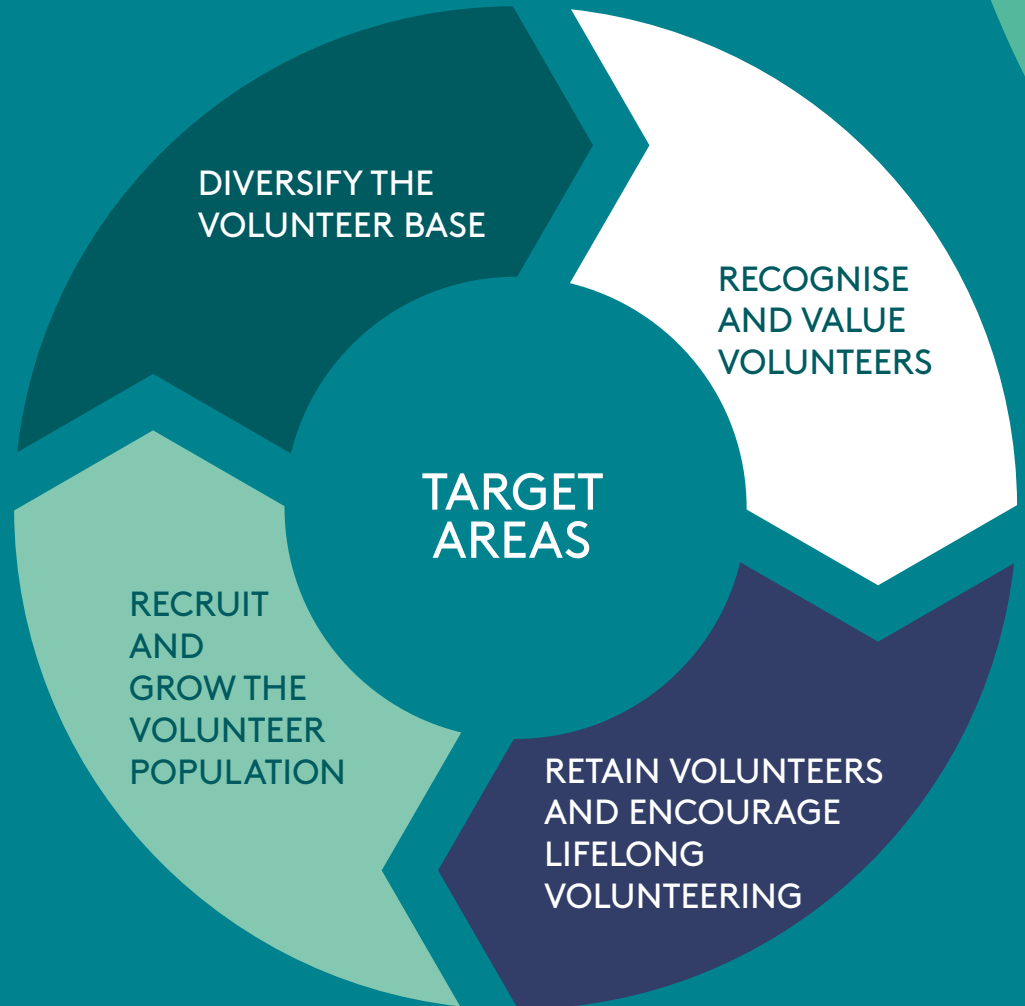 DIVERSIFY THE
VOLUNTEER BASE
RECOGNISE
AND VALUE
VOLUNTEERS
TARGET
AREAS
RECRUIT
AND
GROW THE
VOLUNTEER
POPULATION
RETAIN VOLUNTEERS
AND ENCOURAGE
LIFELONG
VOLUNTEERING